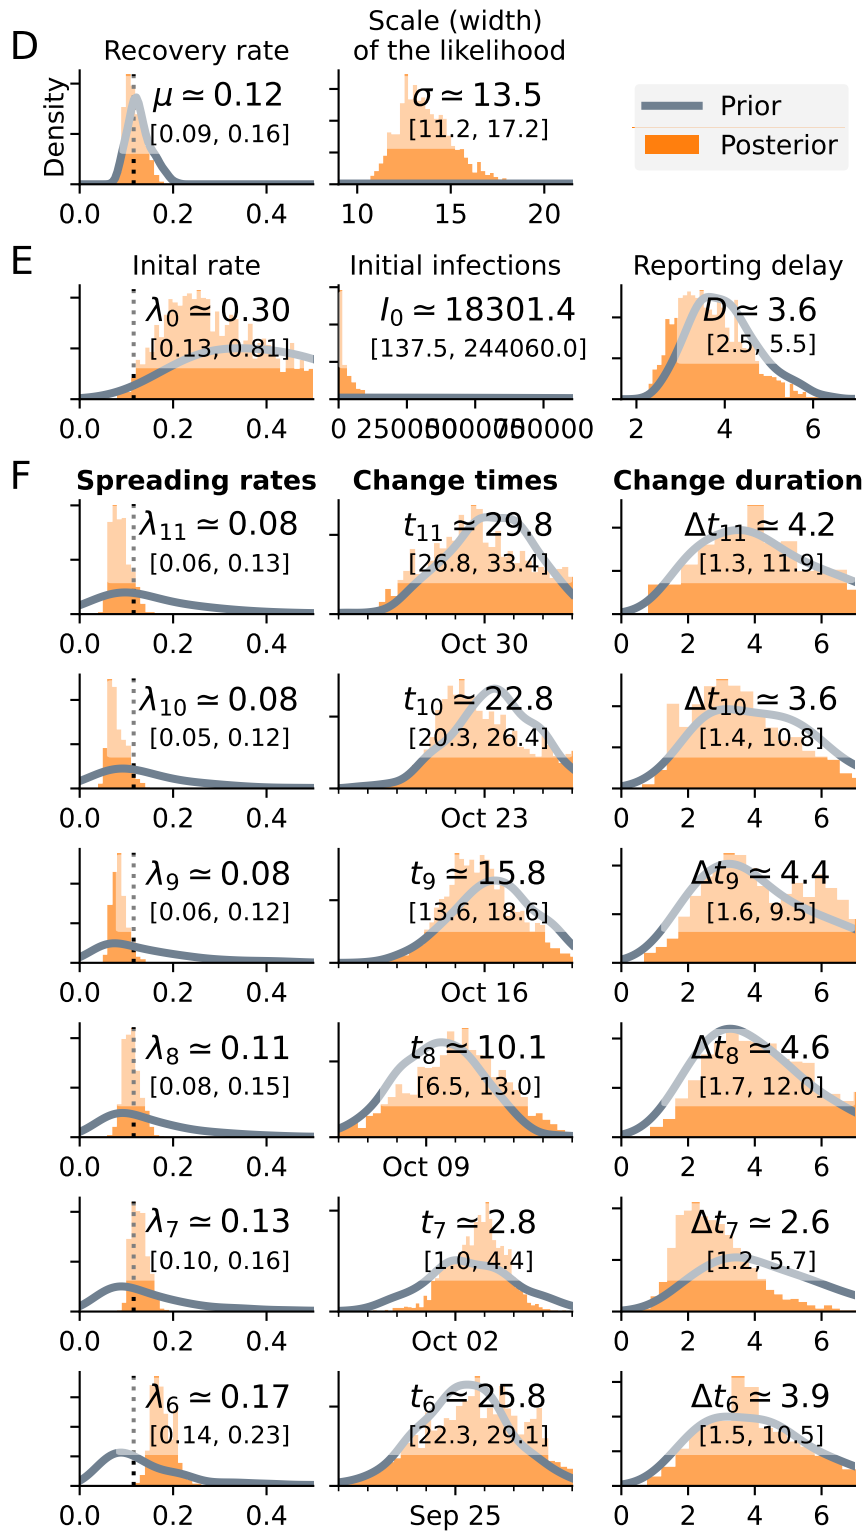 D
Recovery rate
Scale (width)
of the likelihood
Density
μ ≃ 0.12
[0.09, 0.16]
σ ≃ 13.5
[11.2, 17.2]
Prior
Posterior
0.0 0.2 0.4
10 15 20
E
Inital rate
Initial infections
Reporting delay
λ0 ≃ 0.30
[0.13, 0.81]
I0 ≃ 18301.4
[137.5, 244060.0]
D ≃ 3.6
[2.5, 5.5]
0.0 0.2 0.4
0 250000 500000 750000
2 4 6
F
Spreading rates
Change times
Change duration
λ11 ≃ 0.08
[0.06, 0.13]
t11 ≃ 29.8
[26.8, 33.4]
Δt11 ≃ 4.2
[1.3, 11.9]
0.0 0.2 0.4
Oct 30
0 2 4 6
λ10 ≃ 0.08
[0.05, 0.12]
t10 ≃ 22.8
[20.3, 26.4]
Δt10 ≃ 3.6
[1.4, 10.8]
0.0 0.2 0.4
Oct 23
0 2 4 6
λ9 ≃ 0.08
[0.06, 0.12]
t9 ≃ 15.8
[13.6, 18.6]
Δt9 ≃ 4.4
[1.6, 9.5]
0.0 0.2 0.4
Oct 16
0 2 4 6
λ8 ≃ 0.11
[0.08, 0.15]
t8 ≃ 10.1
[6.5, 13.0]
Δt8 ≃ 4.6
[1.7, 12.0]
0.0 0.2 0.4
Oct 09
0 2 4 6
λ7 ≃ 0.13
[0.10, 0.16]
t7 ≃ 2.8
[1.0, 4.4]
Δt7 ≃ 2.6
[1.2, 5.7]
0.0 0.2 0.4
Oct 02
0 2 4 6
λ6 ≃ 0.17
[0.14, 0.23]
t6 ≃ 25.8
[22.3, 29.1]
Δt6 ≃ 3.9
[1.5, 10.5]
0.0 0.2 0.4
Sep 25
0 2 4 6